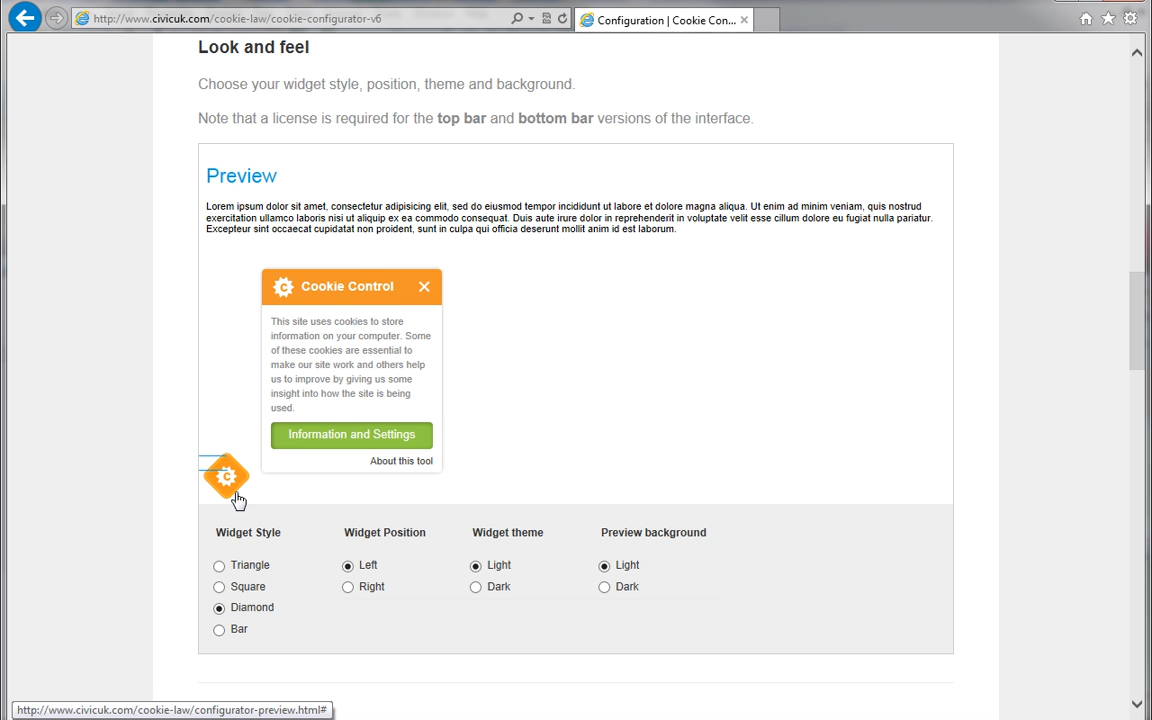 http://www.civicuk.com/cookie-law/cookie-configurator-v6
Configuration | Cookie Con...
Look and feel
Choose your widget style, position, theme and background.
Note that a license is required for the top bar and bottom bar versions of the interface.
Preview
Lorem ipsum dolor sit amet, consectetur adipisicing elit, sed do eiusmod tempor incididunt ut labore et dolore magna aliqua. Ut enim ad minim veniam, quis nostrud
exercitation ullamco laboris nisi ut aliquip ex ea commodo consequat. Duis aute irure dolor in reprehenderit in voluptate velit esse cillum dolore eu fugiat nulla pariatur.
Excepteur sint occaecat cupidatat non proident, sunt in culpa qui officia deserunt mollit anim id est laborum.
Cookie Control
This site uses cookies to store
information on your computer. Some
of these cookies are essential to
make our site work and others help
us to improve by giving us some
insight into how the site is being
used.
Information and Settings
About this tool
Widget Style Widget Position Widget theme Preview background
Triangle Left Light Light
Square Right Dark Dark
Diamond
Bar
http://www.civicuk.com/cookie-law/configurator-preview.html#